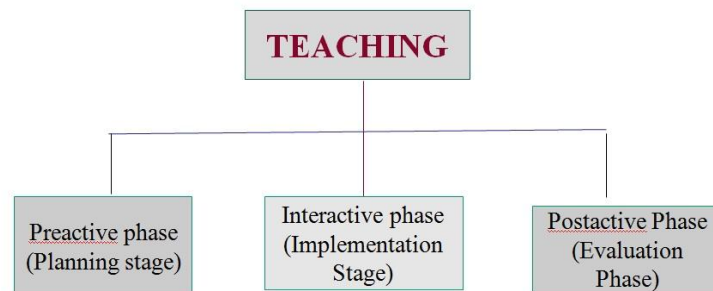 TEACHING
Preactive phase
(Planning stage)
Interactive phase
(Implementation
Stage)
Postactive Phase
(Evaluation
Phase)